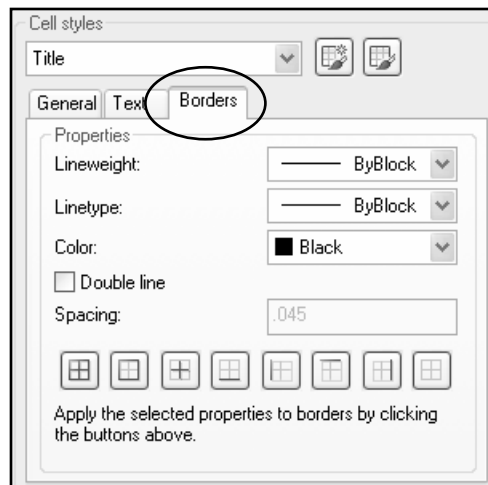 Cell styles
Title
General Text Borders
Properties
Lineweight: ByBlock
Linetype: ByBlock
Color: Black
Double line
Spacing: .045
Apply the selected properties to borders by clicking
the buttons above.